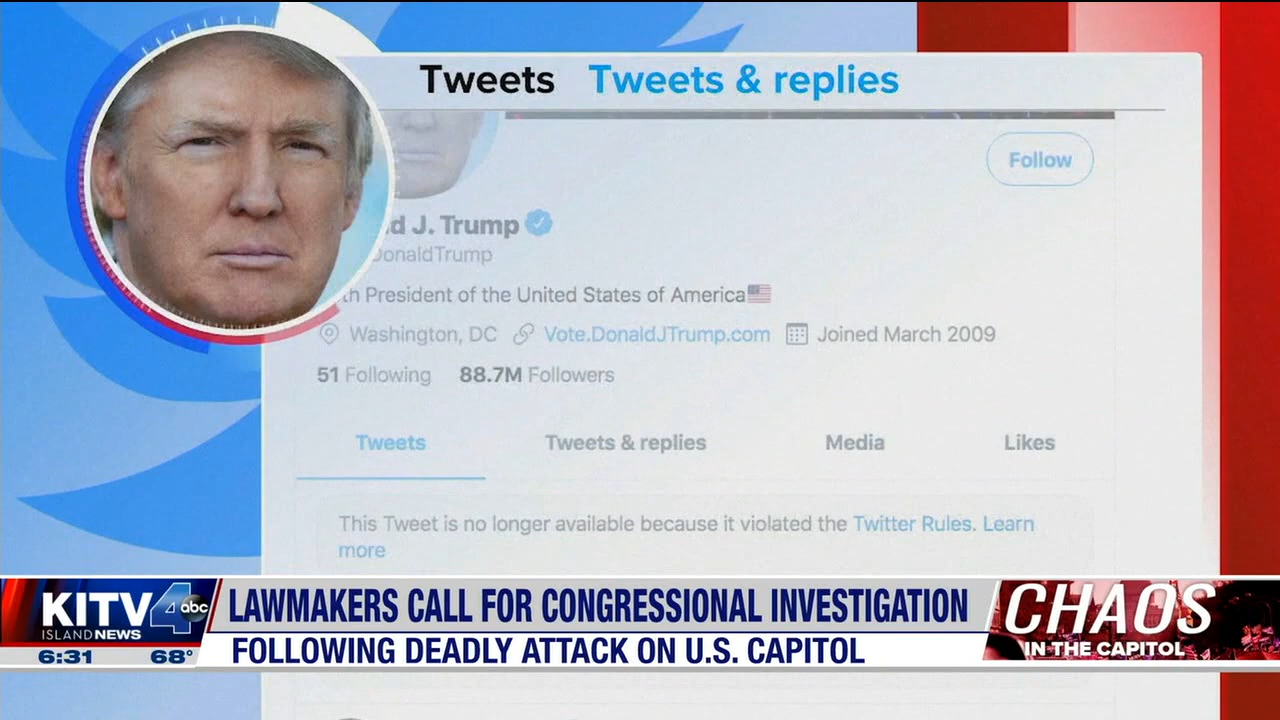 Tweets Tweets & replies
Follow
d J. Trump
DonaldTrump
th President of the United States of America
Washington, DC Vote.DonaldJTrump.com Joined March 2009
51 Following 88.7M Followers
Tweets Tweets & replies Media Likes
This Tweet is no longer available because it violated the Twitter Rules. Learn
more
KITV 4 abc
ISLAND NEWS
6:31 68°
LAWMAKERS CALL FOR CONGRESSIONAL INVESTIGATION
FOLLOWING DEADLY ATTACK ON U.S. CAPITOL
CHAOS
IN THE CAPITOL